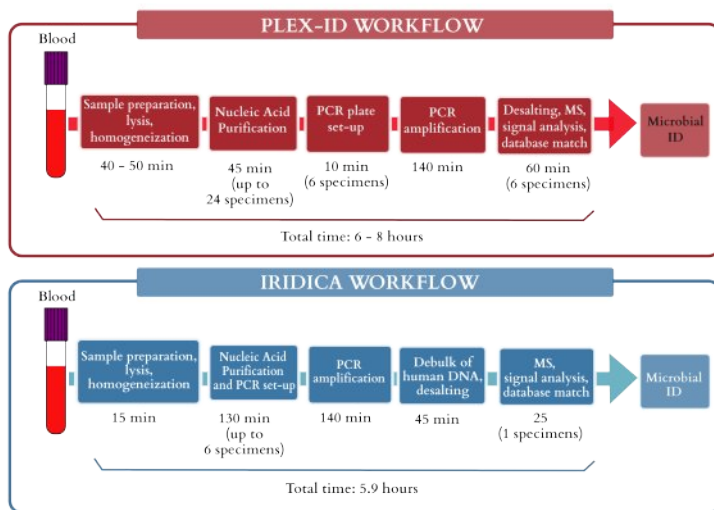 PLEX-ID WORKFLOW
Blood
Sample preparation,
lysis,
homogeneization
Nucleic Acid
Purification
PCR plate
set-up
PCR
amplification
Desalting, MS,
signal analysis,
database match
Microbial
ID
40 - 50 min
45 min
(up to
24 specimens)
10 min
(6 specimens)
140 min
60 min
(6 specimens)
Total time: 6 - 8 hours
IRIDICA WORKFLOW
Blood
Sample preparation,
lysis,
homogeneization
Nucleic Acid
Purification
and PCR set-up
PCR
amplification
Debulk of
human DNA,
desalting
MS,
signal analysis,
database match
Microbial
ID
15 min
130 min
(up to
6 specimens)
140 min
45 min
25
(1 specimens)
Total time: 5.9 hours